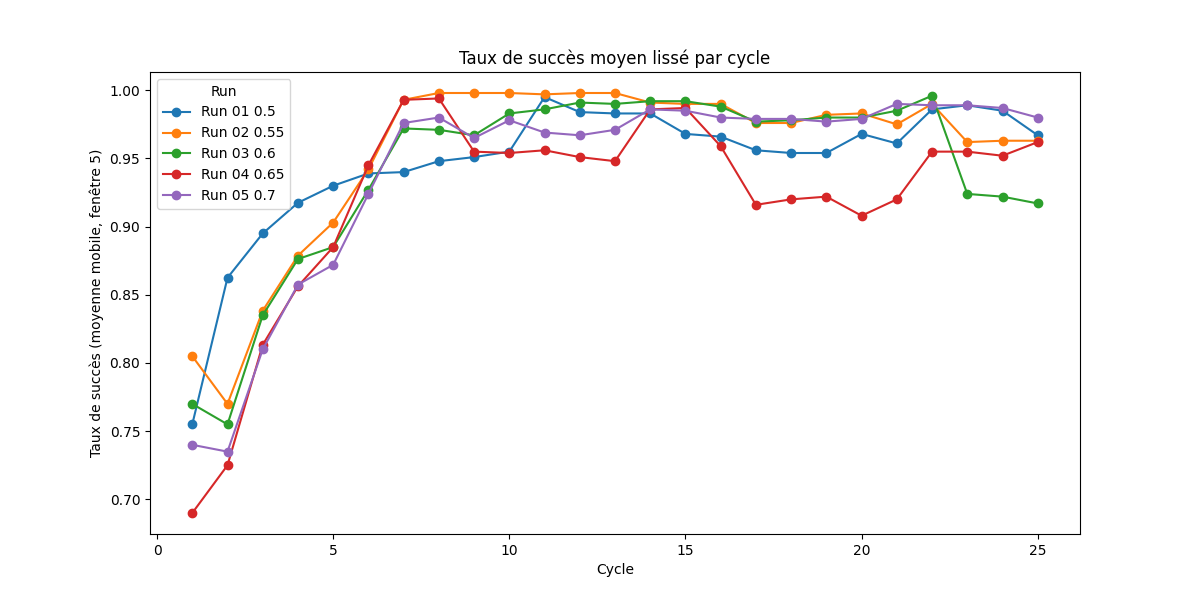 Taux de succès moyen lissé par cycle
Run
Run 01 0.5
Run 02 0.55
Run 03 0.6
Run 04 0.65
Run 05 0.7
Taux de succès (moyenne mobile, fenêtre 5)
1.00
0.95
0.90
0.85
0.80
0.75
0.70
0 5 10 15 20 25
Cycle